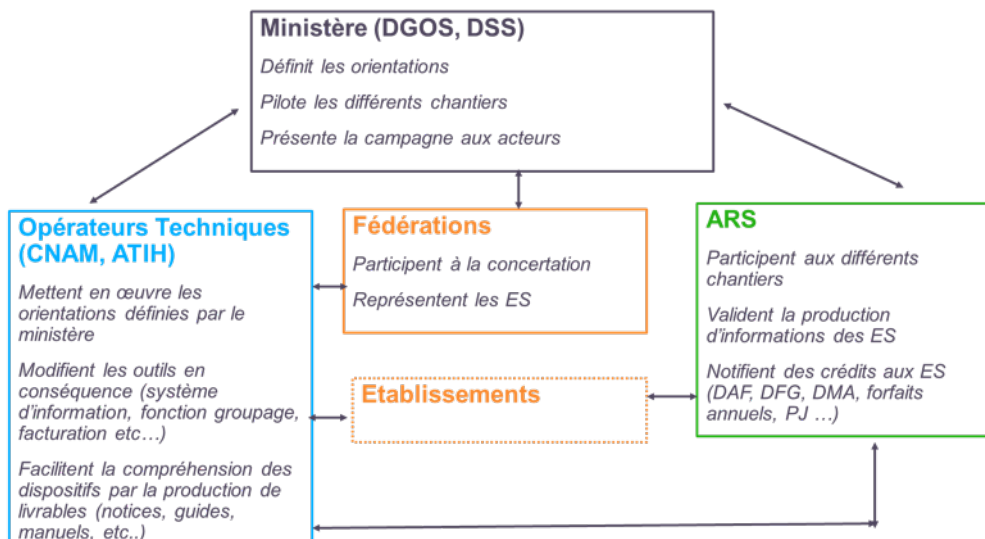 Ministère (DGOS, DSS)
Définit les orientations
Pilote les différents chantiers
Présente la campagne aux acteurs
Opérateurs Techniques
(CNAM, ATIH)
Mettent en œuvre les
orientations définies par le
ministère
Modifient les outils en
conséquence (système
d'information, fonction groupage,
facturation etc…)
Facilitent la compréhension des
dispositifs par la production de
livrables (notices, guides,
manuels, etc..)
Fédérations
Participent à la concertation
Représentent les ES
Etablissements
ARS
Participent aux différents
chantiers
Valident la production
d'informations des ES
Notifient des crédits aux ES
(DAF, DFG, DMA, forfaits
annuels, PJ …)